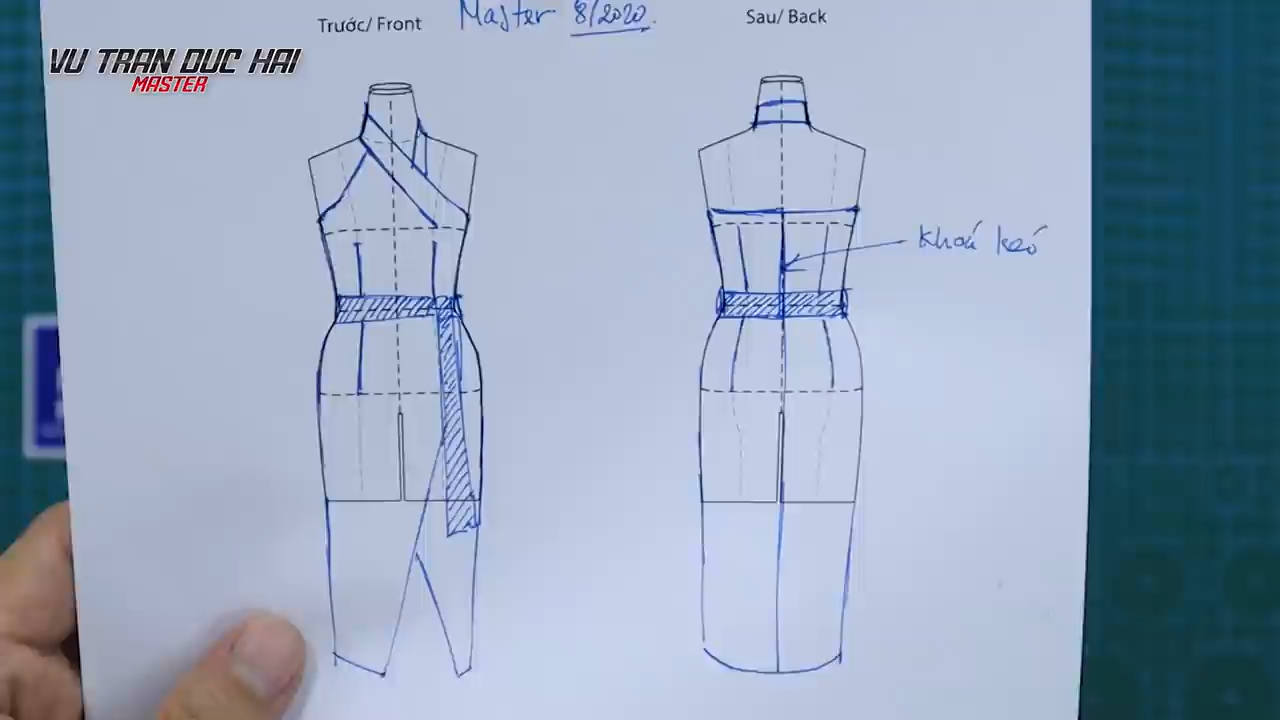 Trước/ Front
Master 8/2020.
Sau/ Back
VU TRAN DUC HAI
MASTER
Khoá kéo